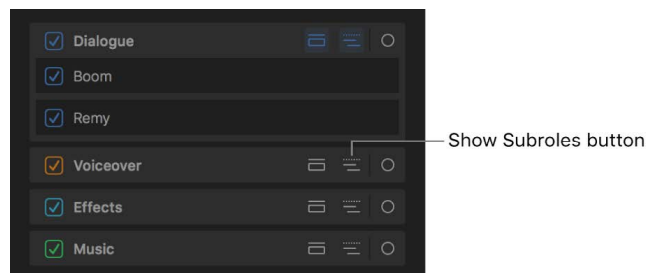 Dialogue
Boom
Remy
Show Subroles button
Voiceover
Effects
Music